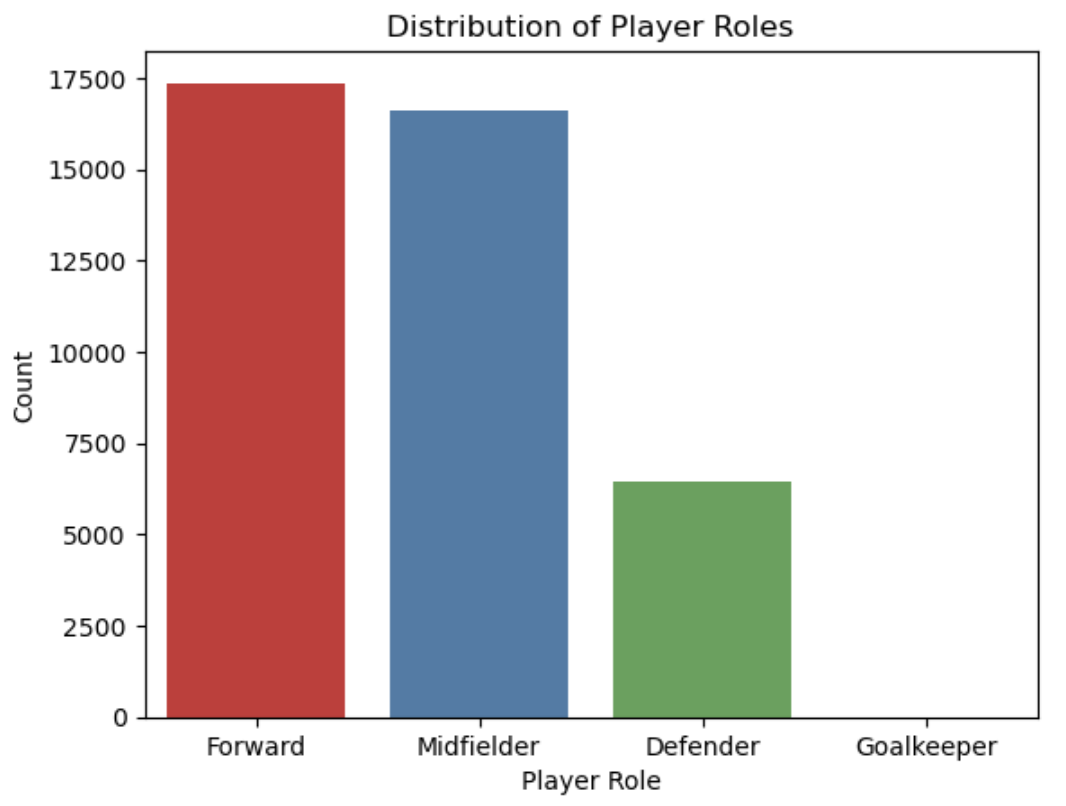 Distribution of Player Roles
17500
15000
12500
10000
7500
5000
2500
0
Count
Forward Midfielder Defender Goalkeeper
Player Role